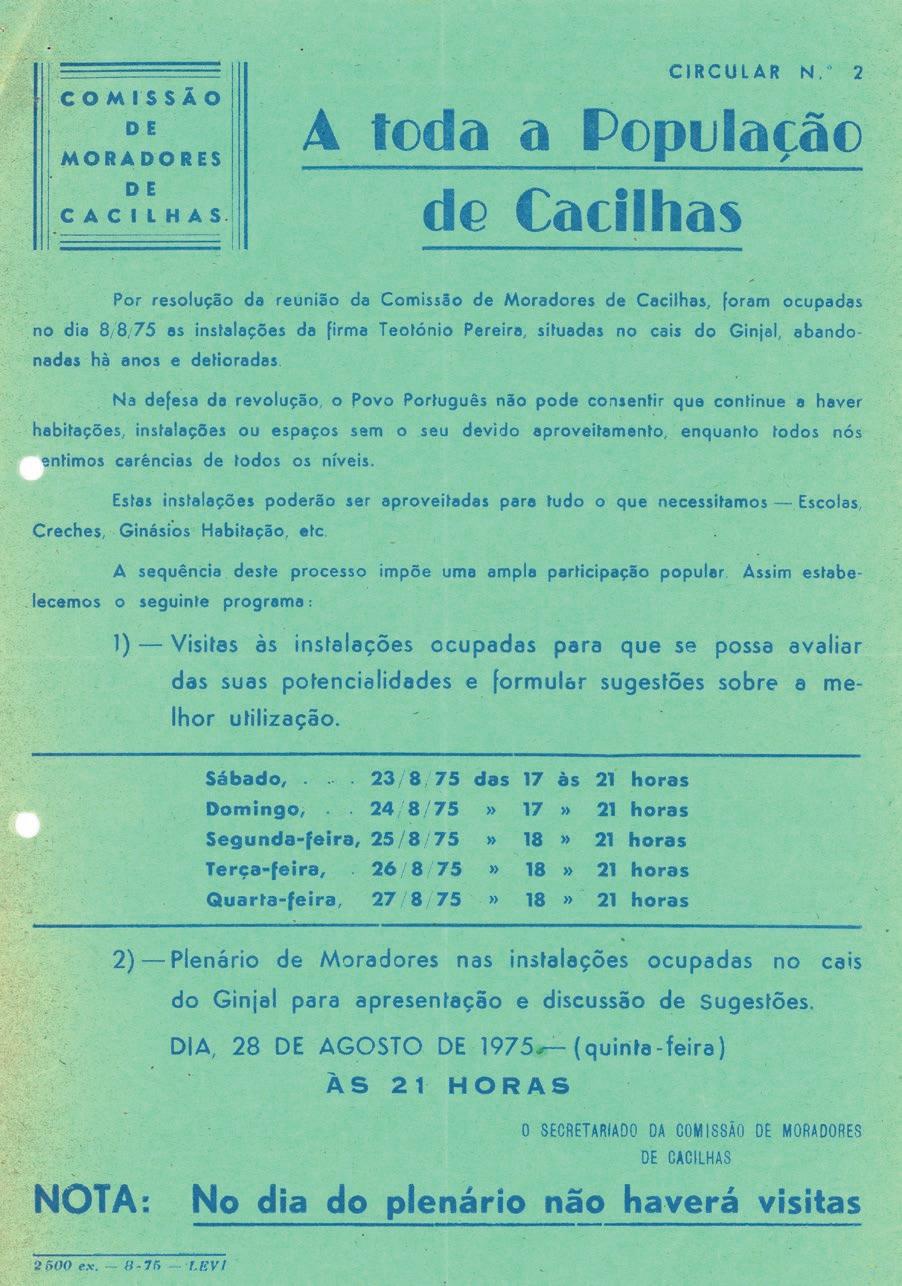 COMISSÃO
DE
MORADORES
DE
CACILHAS
CIRCULAR N.º 2
A toda a População
de Cacilhas
Por resolução da reunião da Comissão de Moradores de Cacilhas, foram ocupadas
no dia 8/8/75 as instalações da firma Teotónio Pereira, situadas no cais do Ginjal, abando-
nadas hà anos e detioradas.
Na defesa da revolução, o Povo Português não pode consentir que continue a haver
habitações, instalações ou espaços sem o seu devido aproveitamento, enquanto todos nós
entimos carências de todos os níveis.
Estas instalações poderão ser aproveitadas para tudo o que necessitamos — Escolas,
Creches, Ginásios Habitação, etc.
A sequência deste processo impõe uma ampla participação popular. Assim estabe-
lecemos o seguinte programa:
1) — Visitas às instalações ocupadas para que se possa avaliar
das suas potencialidades e formular sugestões sobre a me-
lhor utilização.
Sábado, . . . 23/8/75 das 17 às 21 horas
Domingo, . . 24/8/75 » 17 » 21 horas
Segunda-feira, 25/8/75 » 18 » 21 horas
Terça-feira, . 26/8/75 » 18 » 21 horas
Quarta-feira, 27/8/75 » 18 » 21 horas
2) — Plenário de Moradores nas instalações ocupadas no cais
do Ginjal para apresentação e discussão de Sugestões.
DIA, 28 DE AGOSTO DE 1975 — (quinta-feira)
ÀS 21 HORAS
O SECRETARIADO DA COMISSÃO DE MORADORES
DE CACILHAS
NOTA: No dia do plenário não haverá visitas
2500 ex. — 8-75 — LEVI